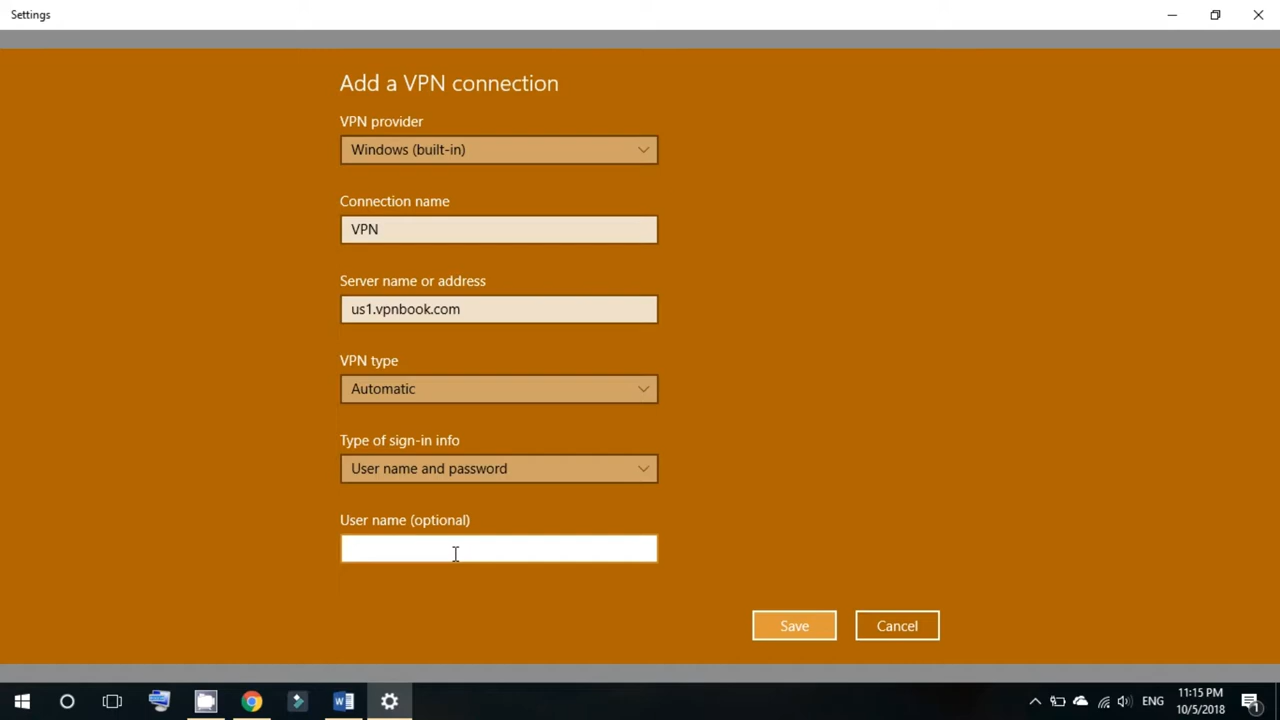 Settings
Add a VPN connection
VPN provider
Windows (built-in)
Connection name
VPN
Server name or address
us1.vpnbook.com
VPN type
Automatic
Type of sign-in info
User name and password
User name (optional)
Save Cancel
ENG 11:15 PM
10/5/2018 1